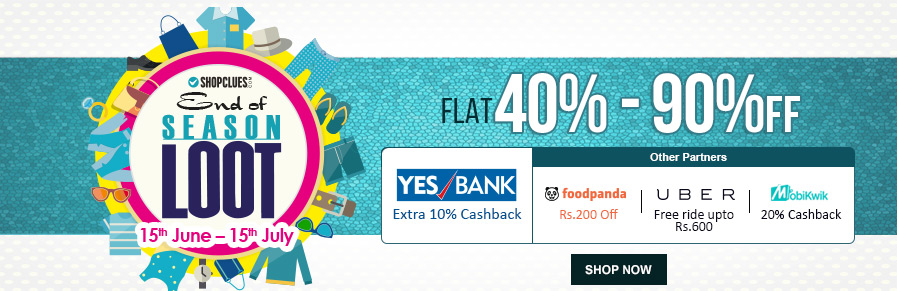 SHOPCLUES.COM
End of
SEASON
LOOT
15th June – 15th July
FLAT 40% - 90% OFF
YES BANK
Extra 10% Cashback
Other Partners
foodpanda
Rs.200 Off
UBER
Free ride upto
Rs.600
MobiKwik
20% Cashback
SHOP NOW